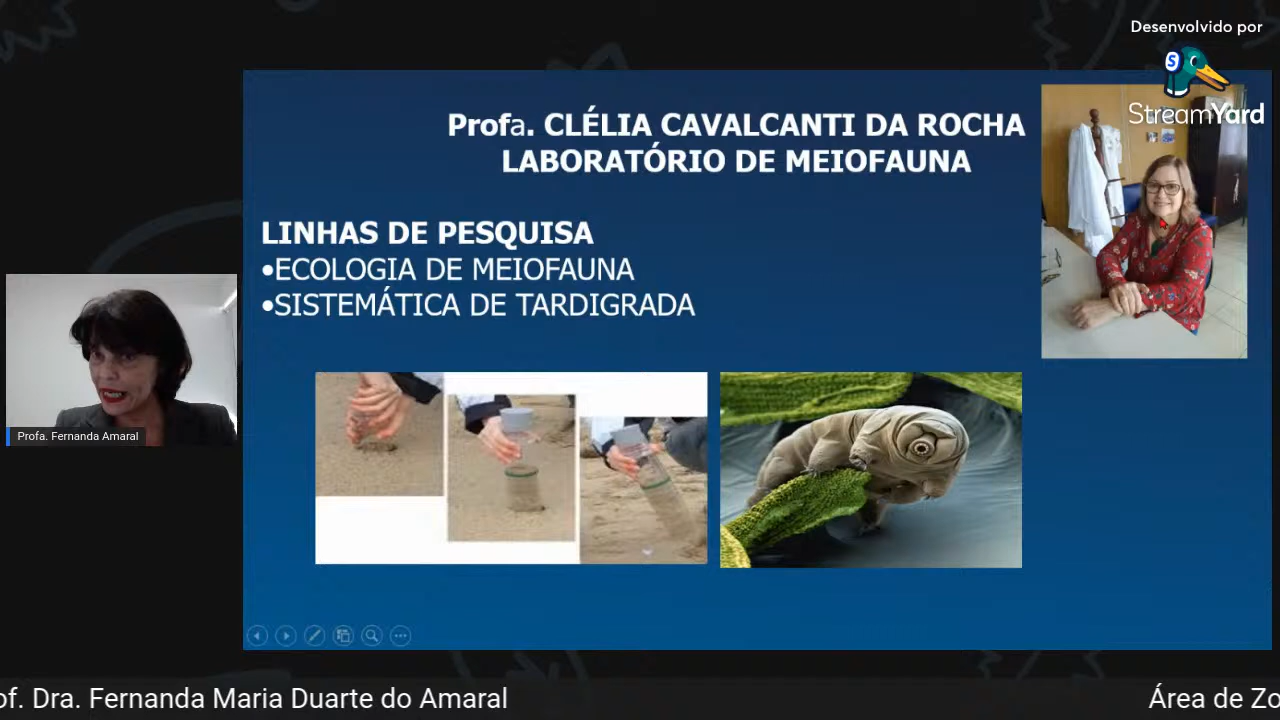 Desenvolvido por
S
StreamYard
Profa. CLÉLIA CAVALCANTI DA ROCHA
LABORATÓRIO DE MEIOFAUNA
LINHAS DE PESQUISA
•ECOLOGIA DE MEIOFAUNA
•SISTEMÁTICA DE TARDIGRADA
Profa. Fernanda Amaral
of. Dra. Fernanda Maria Duarte do Amaral
Área de Zo